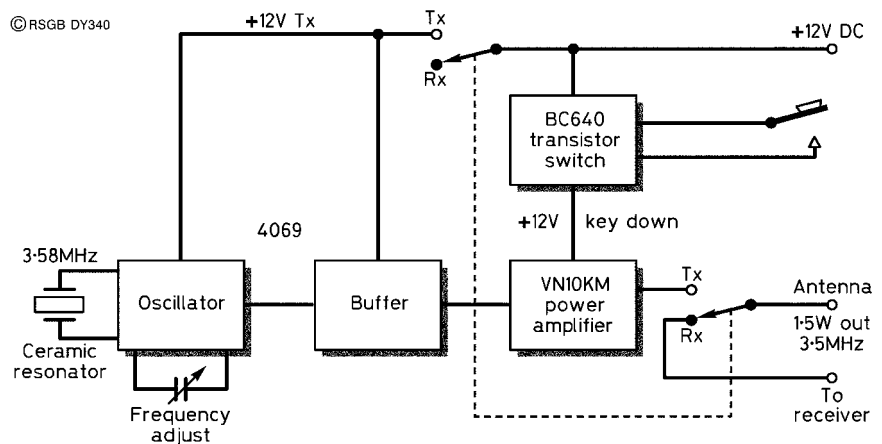 © RSGB DY340
+12V Tx
Tx
Rx
+12V DC
BC640
transistor
switch
+12V key down
4069
3·58MHz
Oscillator
Buffer
VN10KM
power
amplifier
Tx
Rx
Antenna
1·5W out
3·5MHz
Ceramic
resonator
Frequency
adjust
To
receiver